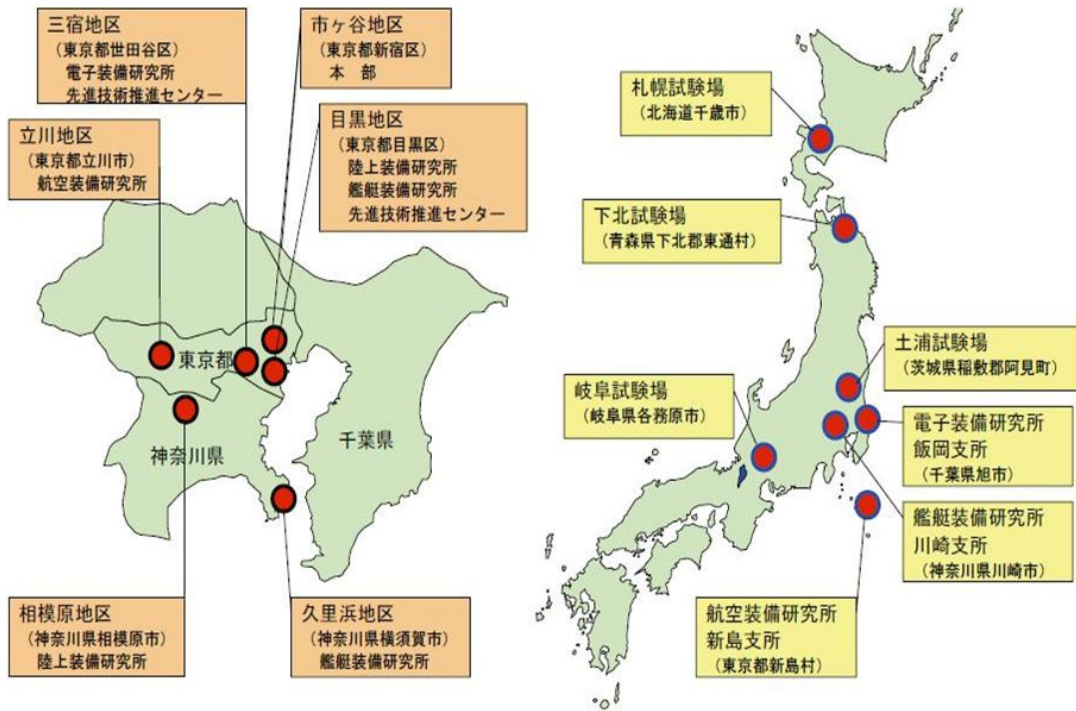 三宿地区
(東京都世田谷区)
電子装備研究所
先進技術推進センター
市ヶ谷地区
(東京都新宿区)
本　部
立川地区
(東京都立川市)
航空装備研究所
目黒地区
(東京都目黒区)
陸上装備研究所
艦艇装備研究所
先進技術推進センター
東京都
神奈川県
千葉県
相模原地区
(神奈川県相模原市)
陸上装備研究所
久里浜地区
(神奈川県横須賀市)
艦艇装備研究所
札幌試験場
(北海道千歳市)
下北試験場
(青森県下北郡東通村)
土浦試験場
(茨城県稲敷郡阿見町)
岐阜試験場
(岐阜県各務原市)
電子装備研究所
飯岡支所
(千葉県旭市)
艦艇装備研究所
川崎支所
(神奈川県川崎市)
航空装備研究所
新島支所
(東京都新島村)